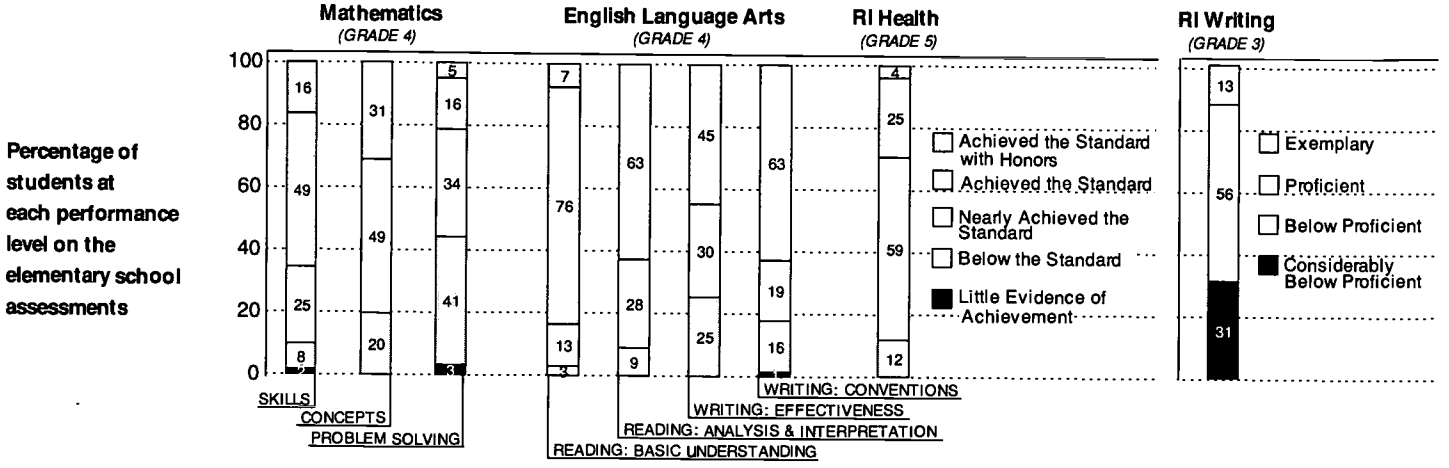 Mathematics
(GRADE 4)
English Language Arts
(GRADE 4)
RI Health
(GRADE 5)
RI Writing
(GRADE 3)
Percentage of
students at
each performance
level on the
elementary school
assessments
100
80
60
40
20
0
16
49
25
8
2
31
49
20
5
16
34
41
3
7
76
13
3
63
28
9
45
30
25
63
19
16
1
4
25
59
12
Achieved the Standard
with Honors
Achieved the Standard
Nearly Achieved the
Standard
Below the Standard
Little Evidence of
Achievement
13
56
31
Exemplary
Proficient
Below Proficient
Considerably
Below Proficient
SKILLS
CONCEPTS
PROBLEM SOLVING
WRITING: CONVENTIONS
WRITING: EFFECTIVENESS
READING: ANALYSIS & INTERPRETATION
READING: BASIC UNDERSTANDING